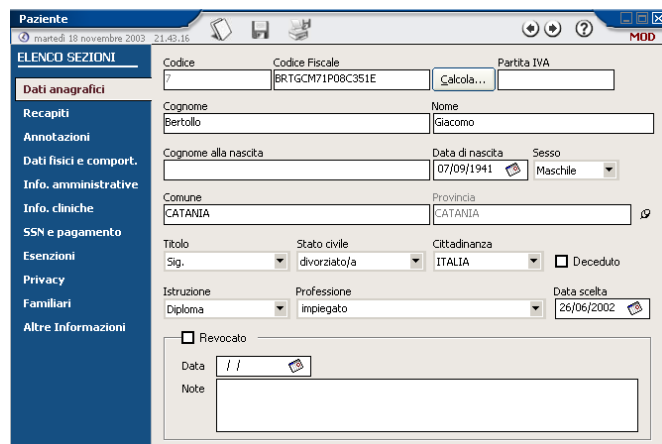 Paziente
martedì 18 novembre 2003 21.43.16
MOD
ELENCO SEZIONI
Dati anagrafici
Recapiti
Annotazioni
Dati fisici e comport.
Info. amministrative
Info. cliniche
SSN e pagamento
Esenzioni
Privacy
Familiari
Altre Informazioni
Codice Codice Fiscale Partita IVA
7 BRTGCM71P08C351E Calcola...
Cognome Nome
Bertollo Giacomo
Cognome alla nascita Data di nascita Sesso
07/09/1941 Maschile
Comune Provincia
CATANIA CATANIA
Titolo Stato civile Cittadinanza
Sig. divorziato/a ITALIA Deceduto
Istruzione Professione Data scelta
Diploma impiegato 26/06/2002
Revocato
Data / /
Note